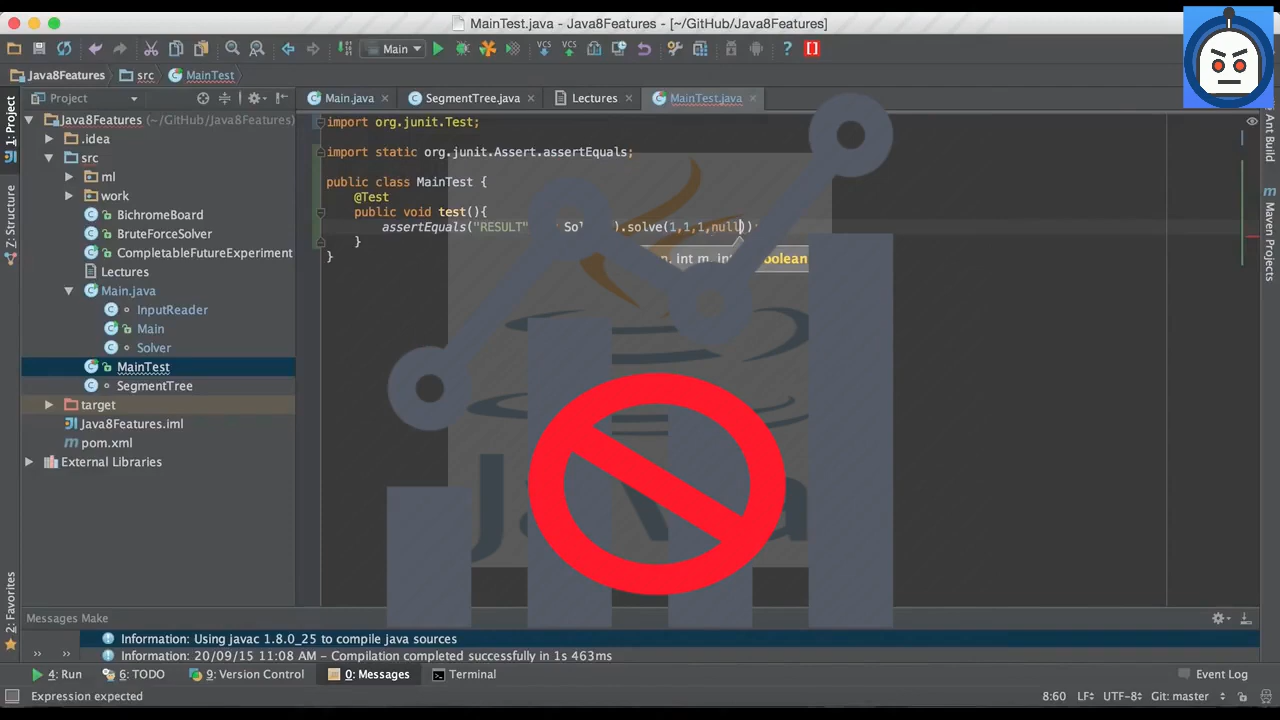 MainTest.java - Java8Features - [~/GitHub/Java8Features]
Main
Java8Features src MainTest
Project
Main.java SegmentTree.java Lectures MainTest.java
1: Project
Z: Structure
2: Favorites
Java8Features (~/GitHub/Java8Features)
.idea
src
ml
work
BichromeBoard
BruteForceSolver
CompletableFutureExperiment
Lectures
Main.java
InputReader
Main
Solver
MainTest
SegmentTree
target
Java8Features.iml
pom.xml
External Libraries
import org.junit.Test;
import static org.junit.Assert.assertEquals;
public class MainTest {
@Test
public void test(){
assertEquals("RESULT" Sol ).solve(1,1,1,null));
int m, int
}
}
Java
Ant Build
Maven Projects
Messages Make
Information: Using javac 1.8.0_25 to compile java sources
Information: 20/09/15 11:08 AM – Compilation completed successfully in 1s 463ms
4: Run 6: TODO 9: Version Control 0: Messages Terminal Event Log
Expression expected 8:60 LF÷ UTF-8÷ Git: master